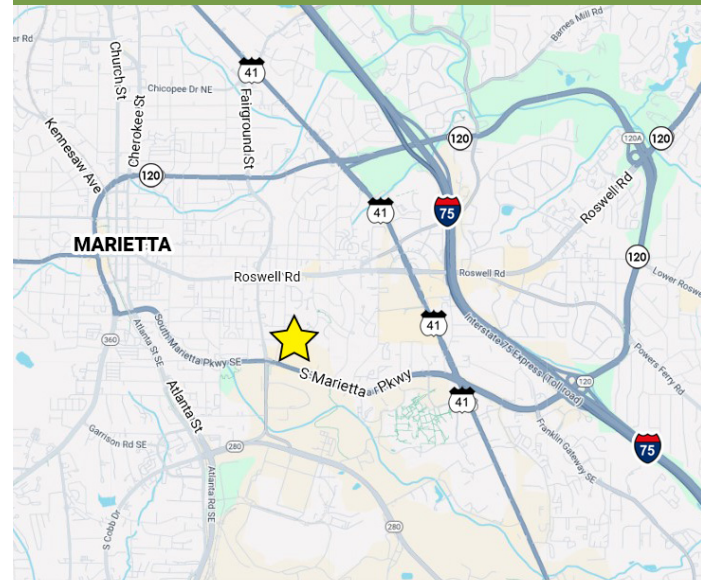 Barnes Mill Rd
Church St
41
Chicopee Dr NE
Cherokee St
Fairground St
Kennesaw Ave
120
120A
120
120
41
75
Roswell Rd
MARIETTA
120
Roswell Rd
Roswell Rd
Lower Roswell
41
Interstate 75 Express (Toll road)
360
Atlanta St SE
South Marietta Pkwy SE
S Marietta Pkwy
Powers Ferry Rd
120
41
Atlanta St
Garrison Rd SE
280
Franklin Gateway SE
75
Atlanta Rd SE
S Cobb Dr
280